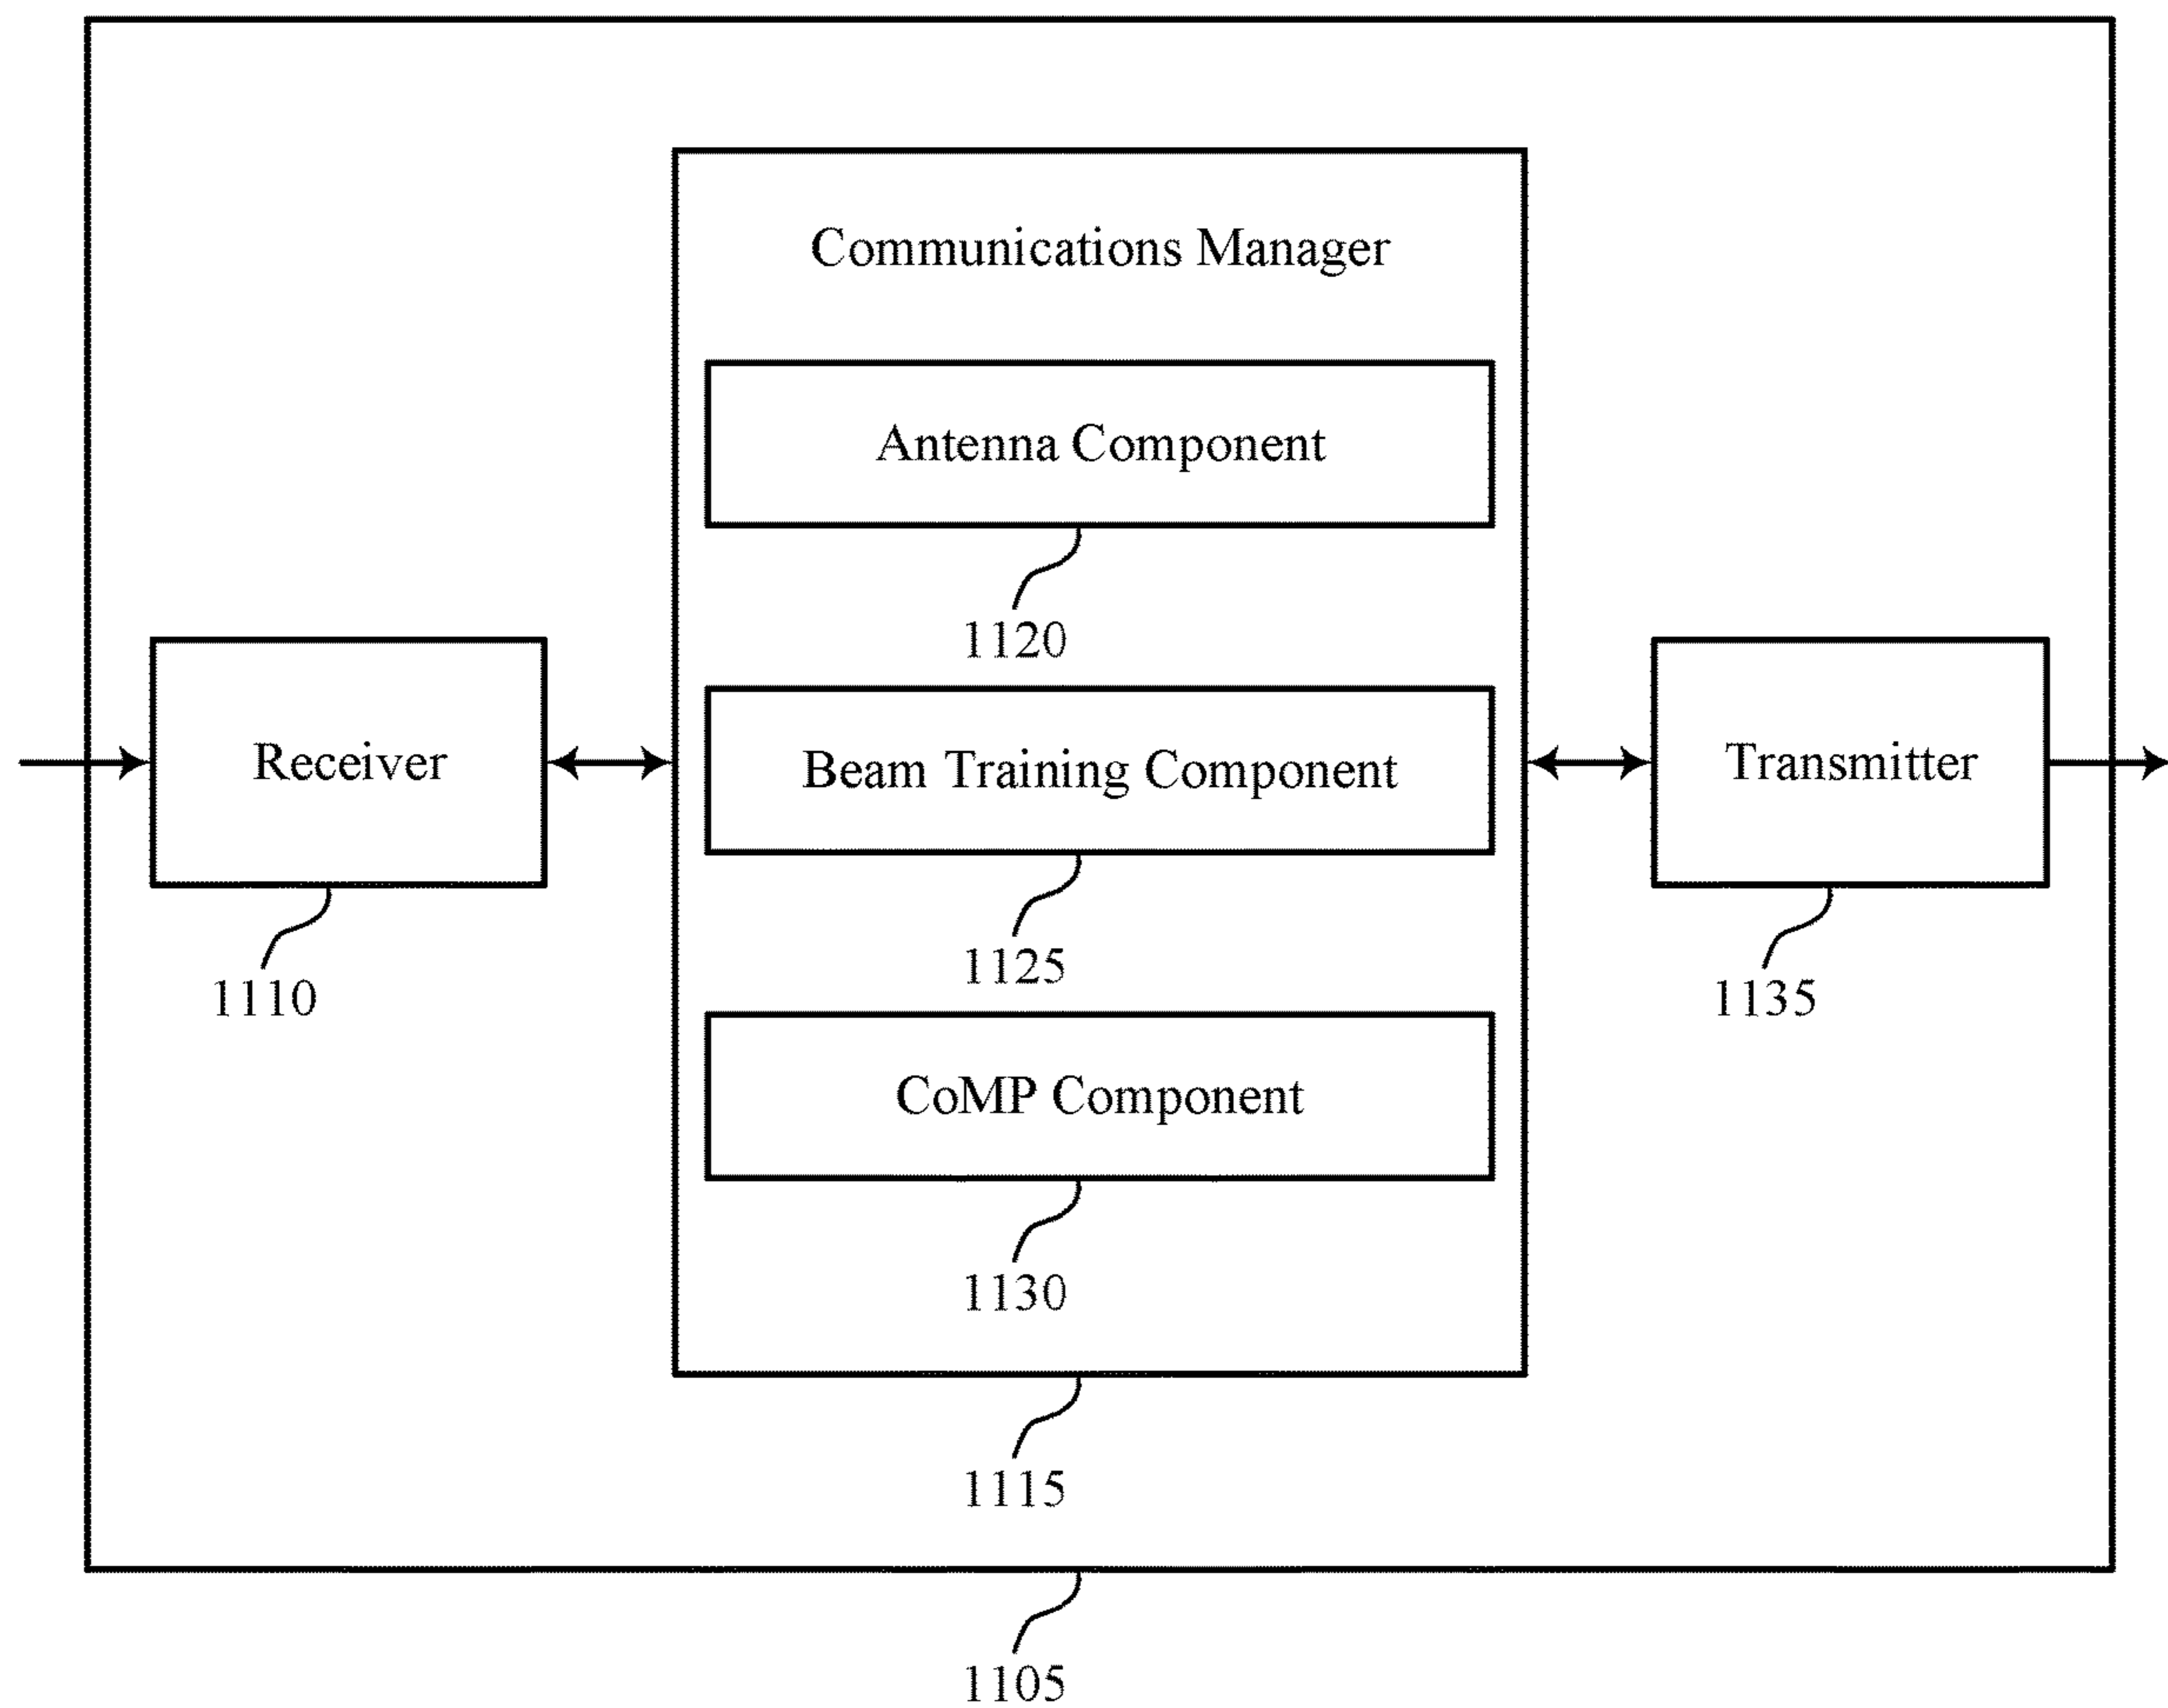 Communications Manager
Antenna Component
1120
Receiver
Beam Training Component
Transmitter
1110
1125
1135
CoMP Component
1130
1115
1105